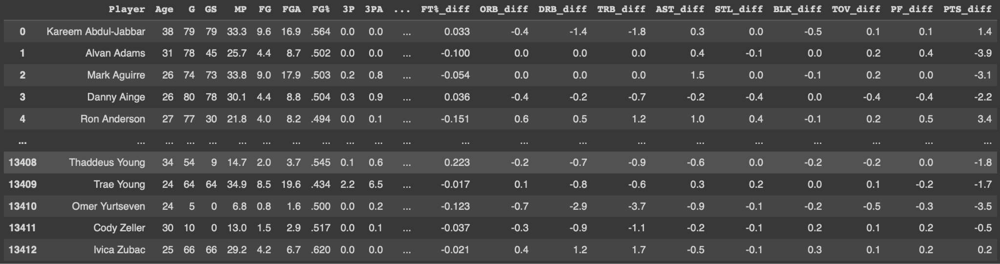 Player Age G GS MP FG FGA FG% 3P 3PA ... FT%_diff ORB_diff DRB_diff TRB_diff AST_diff STL_diff BLK_diff TOV_diff PF_diff PTS_diff
0 Kareem Abdul-Jabbar 38 79 79 33.3 9.6 16.9 .564 0.0 0.0 ... 0.033 -0.4 -1.4 -1.8 0.3 0.0 -0.5 0.1 0.1 1.4
1 Alvan Adams 31 78 45 25.7 4.4 8.7 .502 0.0 0.0 ... -0.100 0.0 0.0 0.0 0.4 -0.1 0.0 0.2 0.4 -3.9
2 Mark Aguirre 26 74 73 33.8 9.0 17.9 .503 0.2 0.8 ... -0.054 0.0 0.0 0.0 1.5 0.0 -0.1 0.2 0.0 -3.1
3 Danny Ainge 26 80 78 30.1 4.4 8.8 .504 0.3 0.9 ... 0.036 -0.4 -0.2 -0.7 -0.2 -0.4 0.0 -0.4 -0.4 -2.2
4 Ron Anderson 27 77 30 21.8 4.0 8.2 .494 0.0 0.1 ... -0.151 0.6 0.5 1.2 1.0 0.4 -0.1 0.2 0.5 3.4
... ... ... ... ... ... ... ... ... ... ... ... ... ... ... ... ... ... ... ... ... ...
13408 Thaddeus Young 34 54 9 14.7 2.0 3.7 .545 0.1 0.6 ... 0.223 -0.2 -0.7 -0.9 -0.6 0.0 -0.2 -0.2 0.0 -1.8
13409 Trae Young 24 64 64 34.9 8.5 19.6 .434 2.2 6.5 ... -0.017 0.1 -0.8 -0.6 0.3 0.2 0.0 0.1 -0.2 -1.7
13410 Omer Yurtseven 24 5 0 6.8 0.8 1.6 .500 0.0 0.2 ... -0.123 -0.7 -2.9 -3.7 -0.9 -0.1 -0.2 -0.5 -0.3 -3.5
13411 Cody Zeller 30 10 0 13.0 1.5 2.9 .517 0.0 0.1 ... -0.037 -0.3 -0.9 -1.1 -0.2 -0.1 0.2 0.1 0.2 -0.5
13412 Ivica Zubac 25 66 66 29.2 4.2 6.7 .620 0.0 0.0 ... -0.021 0.4 1.2 1.7 -0.5 -0.1 0.3 0.1 0.2 0.2